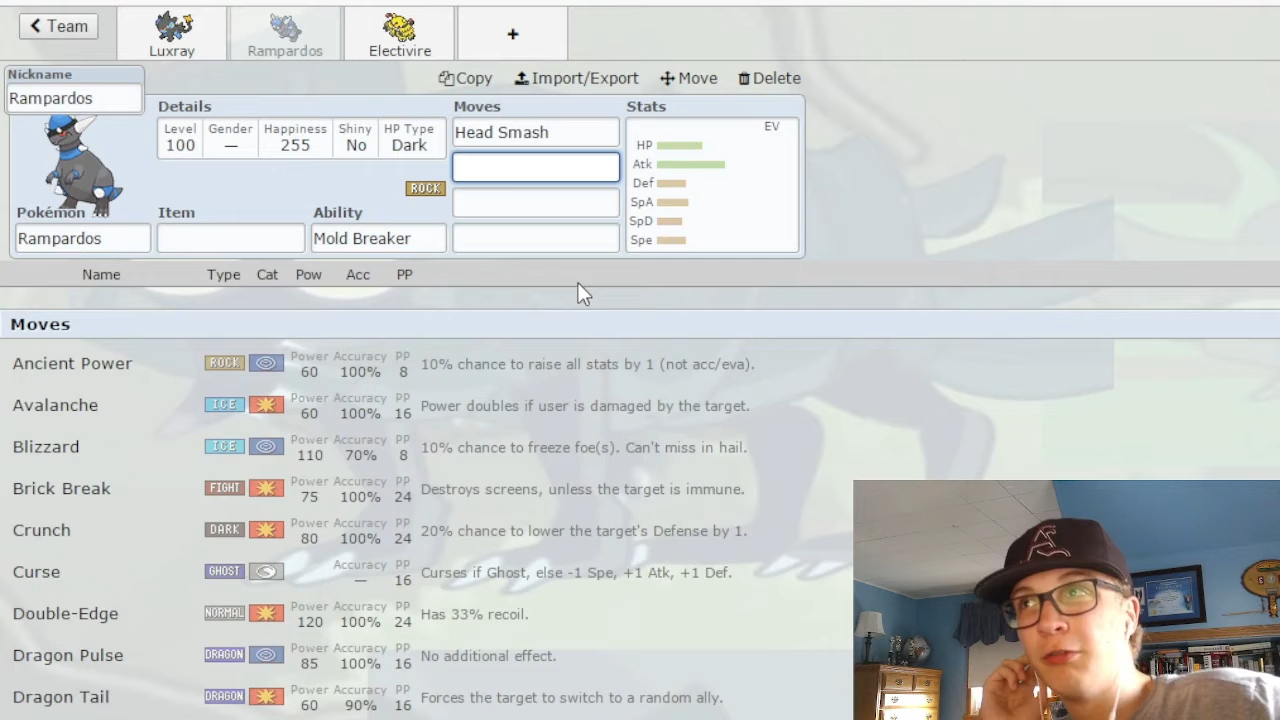 Team
Luxray
Rampardos
Electivire
+
Nickname
Rampardos
Copy
Import/Export
Move
Delete
Details
Moves
Stats
Level
100
Gender
—
Happiness
255
Shiny
No
HP Type
Dark
ROCK
Head Smash
EV
HP
Atk
Def
SpA
SpD
Spe
Pokémon
Item
Ability
Rampardos
Mold Breaker
Name Type Cat Pow Acc PP
Moves
Ancient Power ROCK Power 60 Accuracy 100% PP 8 10% chance to raise all stats by 1 (not acc/eva).
Avalanche ICE Power 60 Accuracy 100% PP 16 Power doubles if user is damaged by the target.
Blizzard ICE Power 110 Accuracy 70% PP 8 10% chance to freeze foe(s). Can't miss in hail.
Brick Break FIGHT Power 75 Accuracy 100% PP 24 Destroys screens, unless the target is immune.
Crunch DARK Power 80 Accuracy 100% PP 24 20% chance to lower the target's Defense by 1.
Curse GHOST Accuracy — PP 16 Curses if Ghost, else -1 Spe, +1 Atk, +1 Def.
Double-Edge NORMAL Power 120 Accuracy 100% PP 24 Has 33% recoil.
Dragon Pulse DRAGON Power 85 Accuracy 100% PP 16 No additional effect.
Dragon Tail DRAGON Power 60 Accuracy 90% PP 16 Forces the target to switch to a random ally.